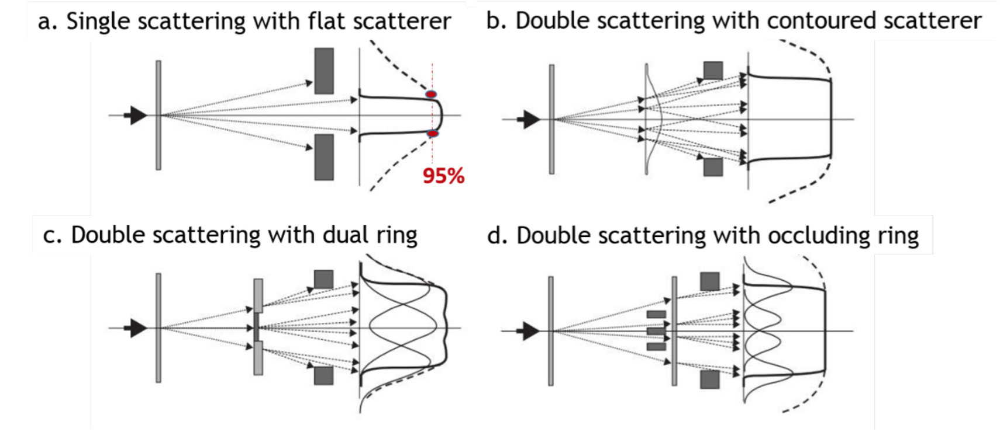 a. Single scattering with flat scatterer
b. Double scattering with contoured scatterer
95%
c. Double scattering with dual ring
d. Double scattering with occluding ring